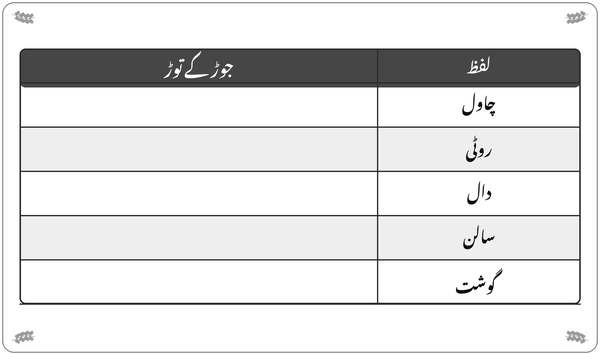 لفظ جوڑ کے توڑ
چاول
روٹی
دال
سالن
گوشت